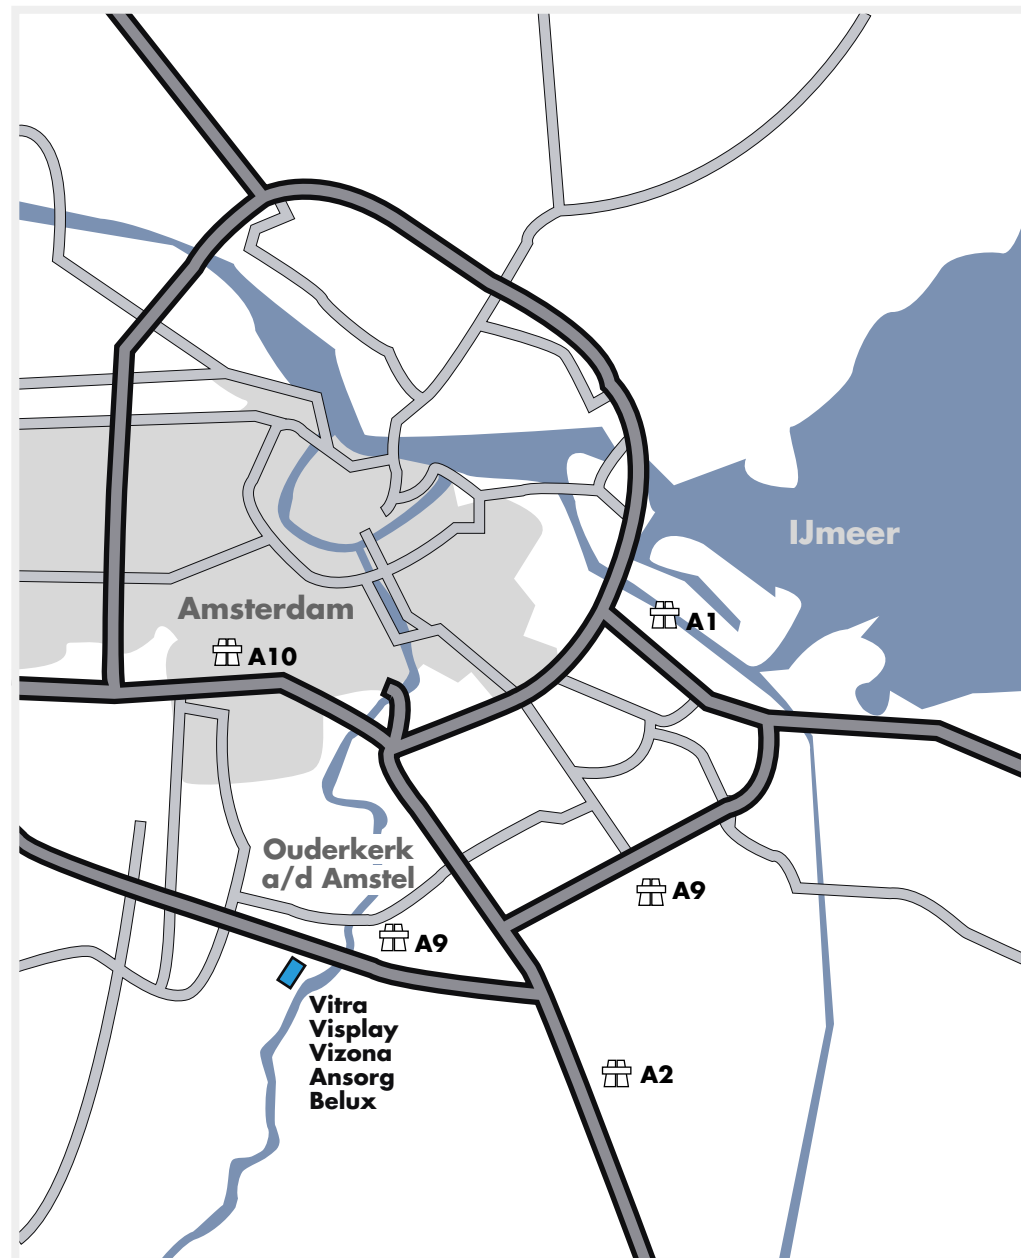 IJmeer
Amsterdam
A1
A10
Ouderkerk
a/d Amstel
A9
A9
Vitra
Visplay
Vizona
Ansorg
Belux
A2